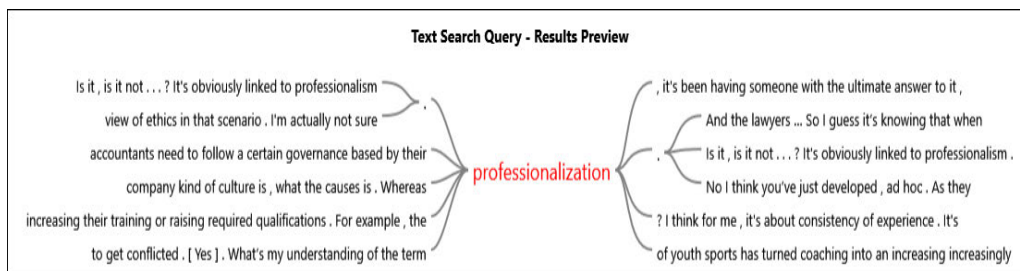 Text Search Query - Results Preview
Is it , is it not . . . ? It's obviously linked to professionalism
view of ethics in that scenario . I'm actually not sure
.
accountants need to follow a certain governance based by their
company kind of culture is , what the causes is . Whereas
increasing their training or raising required qualifications . For example , the
to get conflicted . [ Yes ] . What's my understanding of the term
professionalization
, it's been having someone with the ultimate answer to it ,
.
And the lawyers ... So I guess it's knowing that when
Is it , is it not . . . ? It's obviously linked to professionalism .
No I think you've just developed , ad hoc . As they
? I think for me , it's about consistency of experience . It's
of youth sports has turned coaching into an increasing increasingly